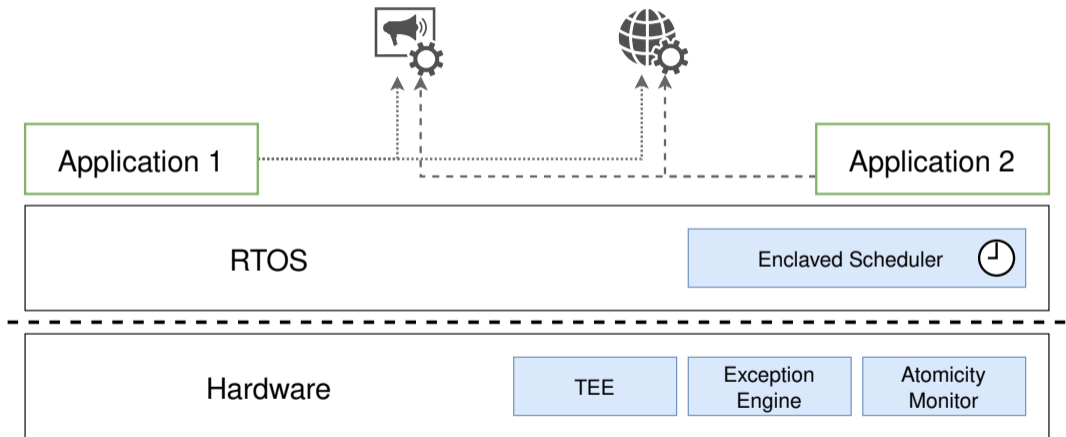 Application 1
Application 2
RTOS
Enclaved Scheduler
Hardware
TEE
Exception
Engine
Atomicity
Monitor